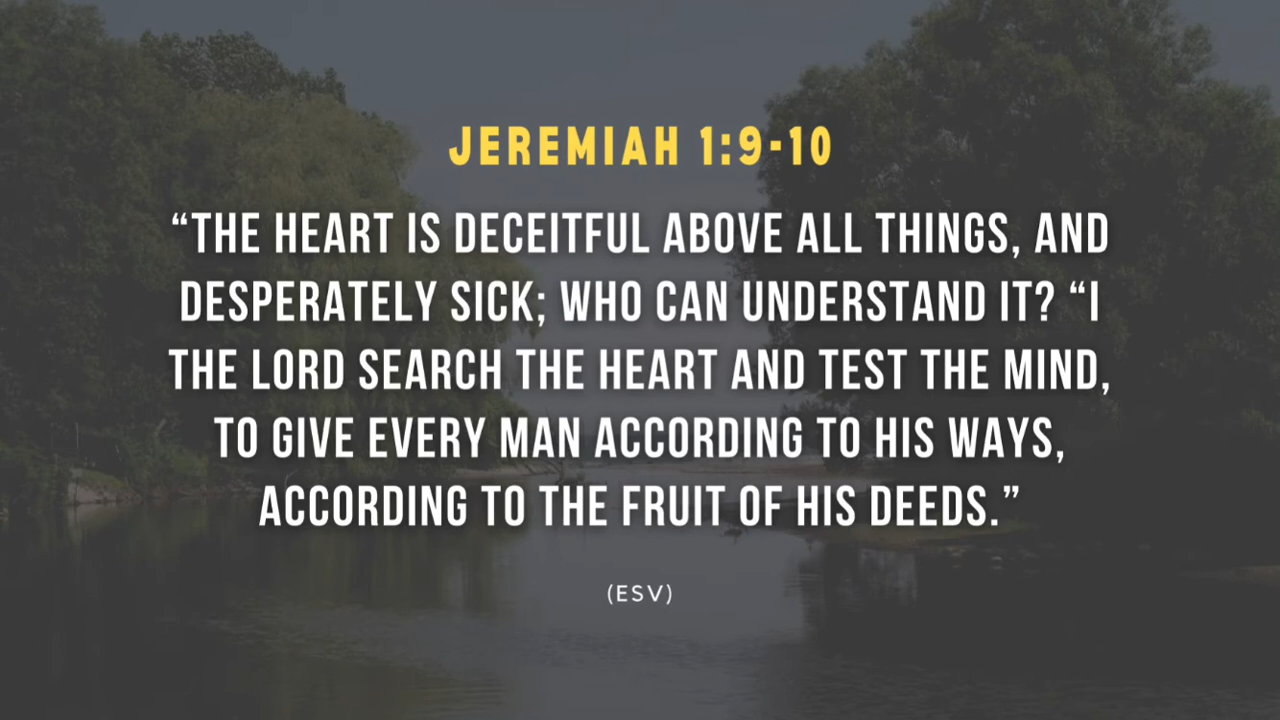 JEREMIAH 1:9-10
“THE HEART IS DECEITFUL ABOVE ALL THINGS, AND
DESPERATELY SICK; WHO CAN UNDERSTAND IT? “I
THE LORD SEARCH THE HEART AND TEST THE MIND,
TO GIVE EVERY MAN ACCORDING TO HIS WAYS,
ACCORDING TO THE FRUIT OF HIS DEEDS.”
(ESV)